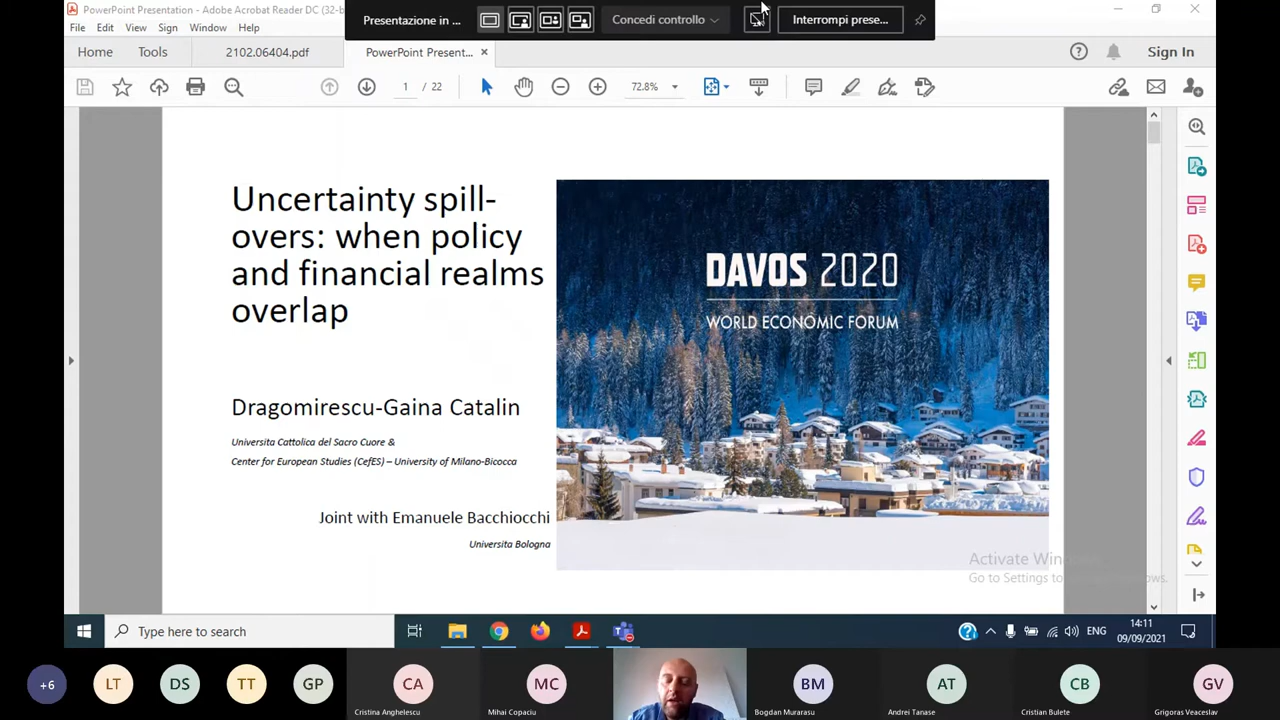 PowerPoint Presentation - Adobe Acrobat Reader DC (32-b
Presentazione in ...
Concedi controllo
Interrompi prese...
File Edit View Sign Window Help
Home Tools 2102.06404.pdf PowerPoint Present... × Sign In
1 / 22 72.8%
Uncertainty spill-
overs: when policy
and financial realms
overlap
DAVOS 2020
WORLD ECONOMIC FORUM
Dragomirescu-Gaina Catalin
Universita Cattolica del Sacro Cuore &
Center for European Studies (CefES) – University of Milano-Bicocca
Joint with Emanuele Bacchiocchi
Universita Bologna
Activate Win
Go to Settings to
ows.
Type here to search
ENG
14:11
09/09/2021
+6 LT DS TT GP CA MC BM AT CB GV
Cristina Anghelescu Mihai Copaciu Bogdan Murarasu Andrei Tanase Cristian Bulete Grigoras Veaceslav